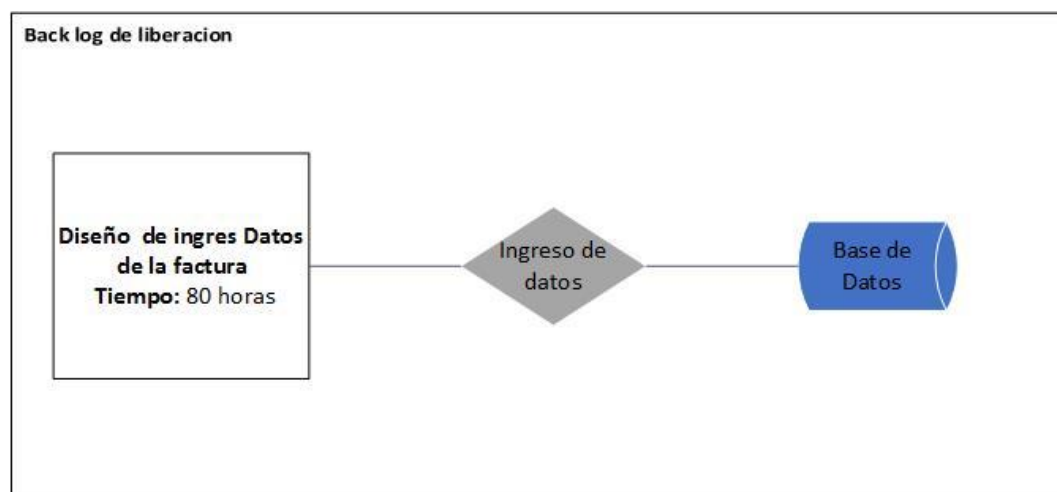 Back log de liberacion
Diseño de ingres Datos
de la factura
Tiempo: 80 horas
Ingreso de
datos
Base de
Datos